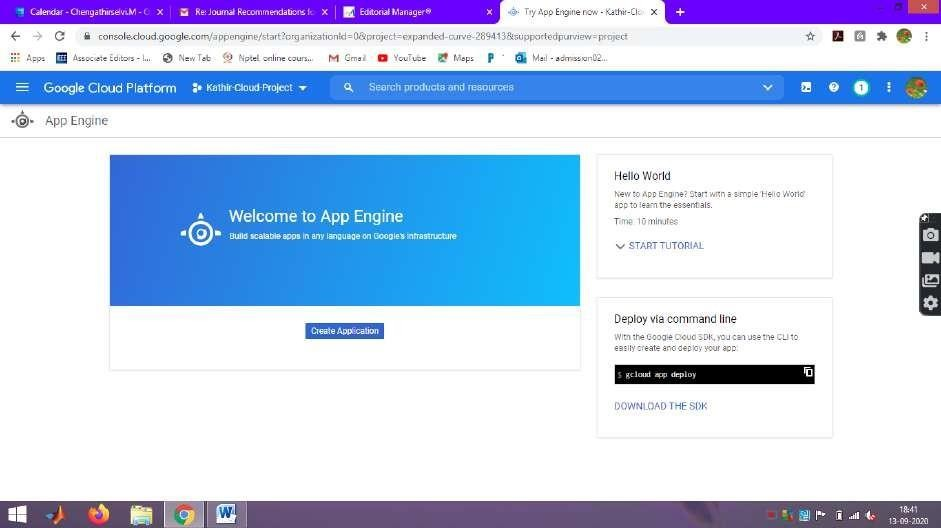 Calendar - Chengathirselvi.M - O
Re: Journal Recommendations fo
Editorial Manager®
Try App Engine now - Kathir-Clo
console.cloud.google.com/appengine/start?organizationId=0&project=expanded-curve-289413&supportedpurview=project
Apps
Associate Editors - I...
New Tab
Nptel, online cours...
Gmail
YouTube
Maps
Mail - admission02...
Google Cloud Platform
Kathir-Cloud-Project
Search products and resources
1
App Engine
Welcome to App Engine
Build scalable apps in any language on Google's infrastructure
Create Application
Hello World
New to App Engine? Start with a simple 'Hello World'
app to learn the essentials.
Time: 10 minutes
START TUTORIAL
Deploy via command line
With the Google Cloud SDK, you can use the CLI to
easily create and deploy your app:
$ gcloud app deploy
DOWNLOAD THE SDK
18:41
13-09-2020